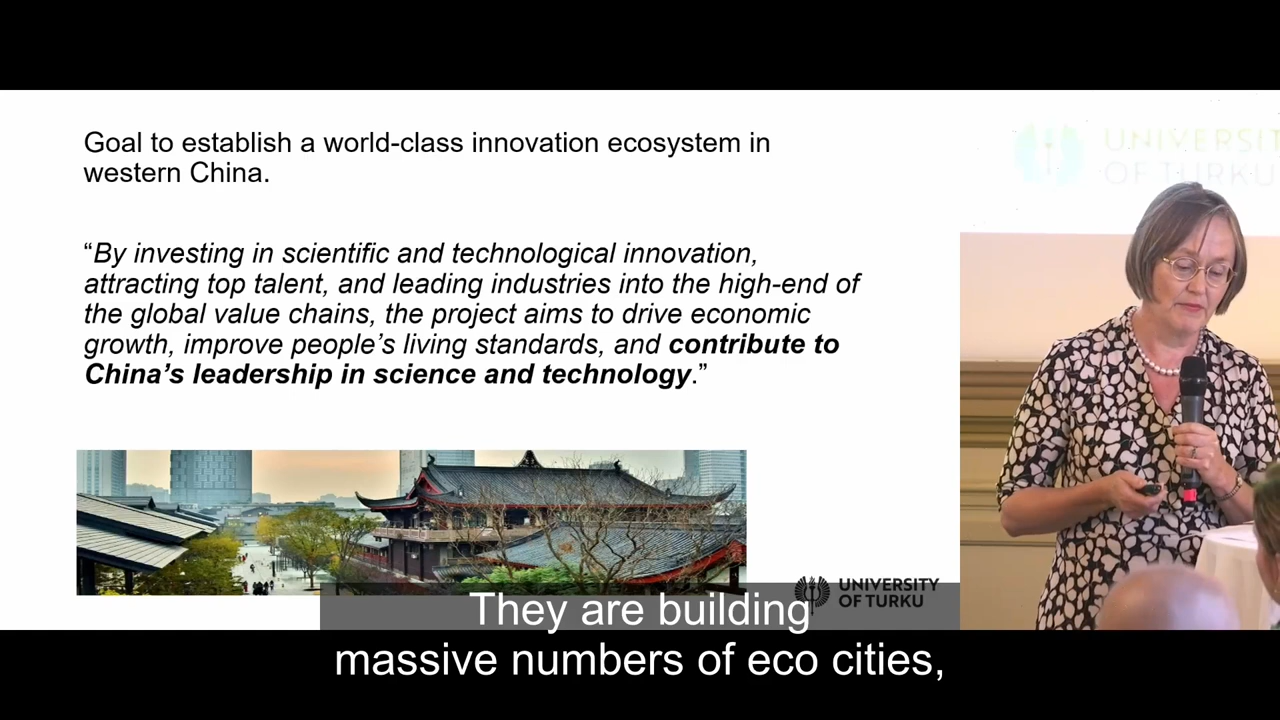 Goal to establish a world-class innovation ecosystem in
western China.
“By investing in scientific and technological innovation,
attracting top talent, and leading industries into the high-end of
the global value chains, the project aims to drive economic
growth, improve people’s living standards, and contribute to
China’s leadership in science and technology.”
UNIVERSITY
OF TURKU
UNIVERSIT
OF TURKU
They are building
massive numbers of eco cities,